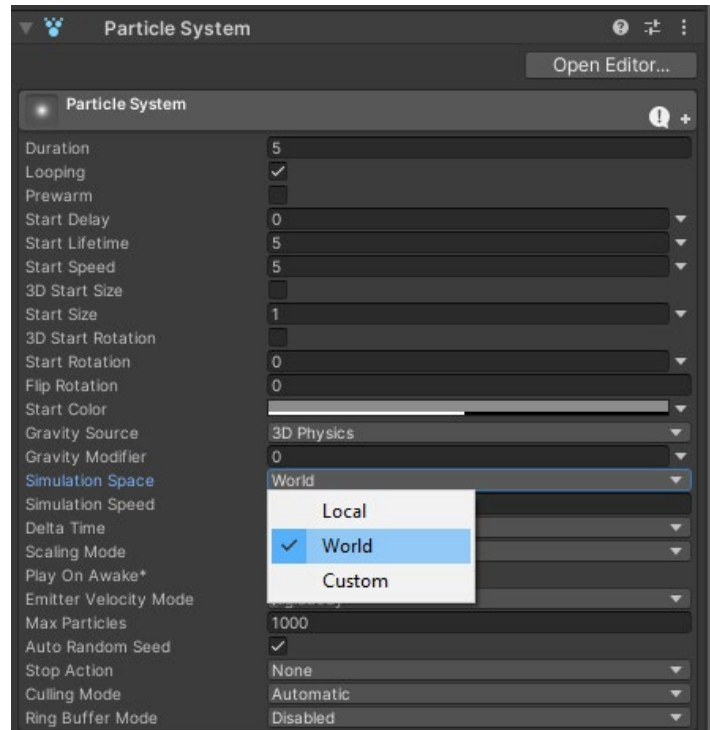 Particle System
Open Editor...
Particle System
Duration 5
Looping
Prewarm
Start Delay 0
Start Lifetime 5
Start Speed 5
3D Start Size
Start Size 1
3D Start Rotation
Start Rotation 0
Flip Rotation 0
Start Color
Gravity Source 3D Physics
Gravity Modifier 0
Simulation Space World
Simulation Speed
Local
Delta Time
World
Scaling Mode
Play On Awake*
Custom
Emitter Velocity Mode
Max Particles 1000
Auto Random Seed
Stop Action None
Culling Mode Automatic
Ring Buffer Mode Disabled